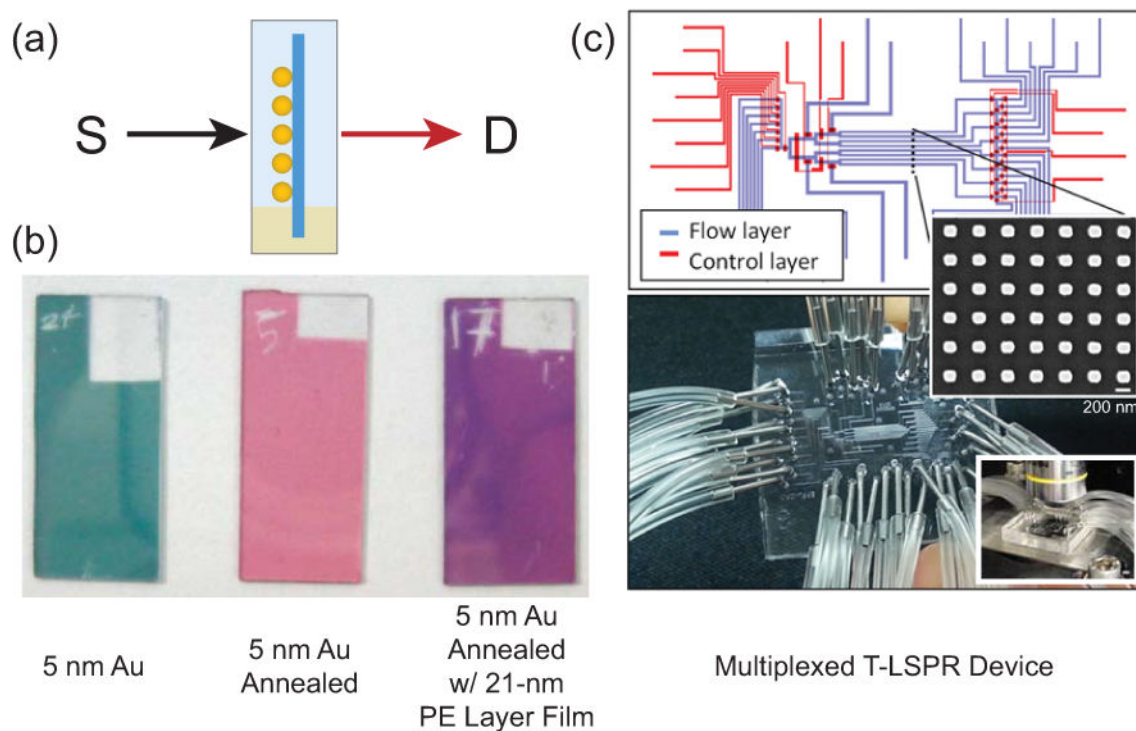 (a)
S
D
(b)
24
5
17
5 nm Au
5 nm Au
Annealed
5 nm Au
Annealed
w/ 21-nm
PE Layer Film
(c)
Flow layer
Control layer
200 nm
Multiplexed T-LSPR Device